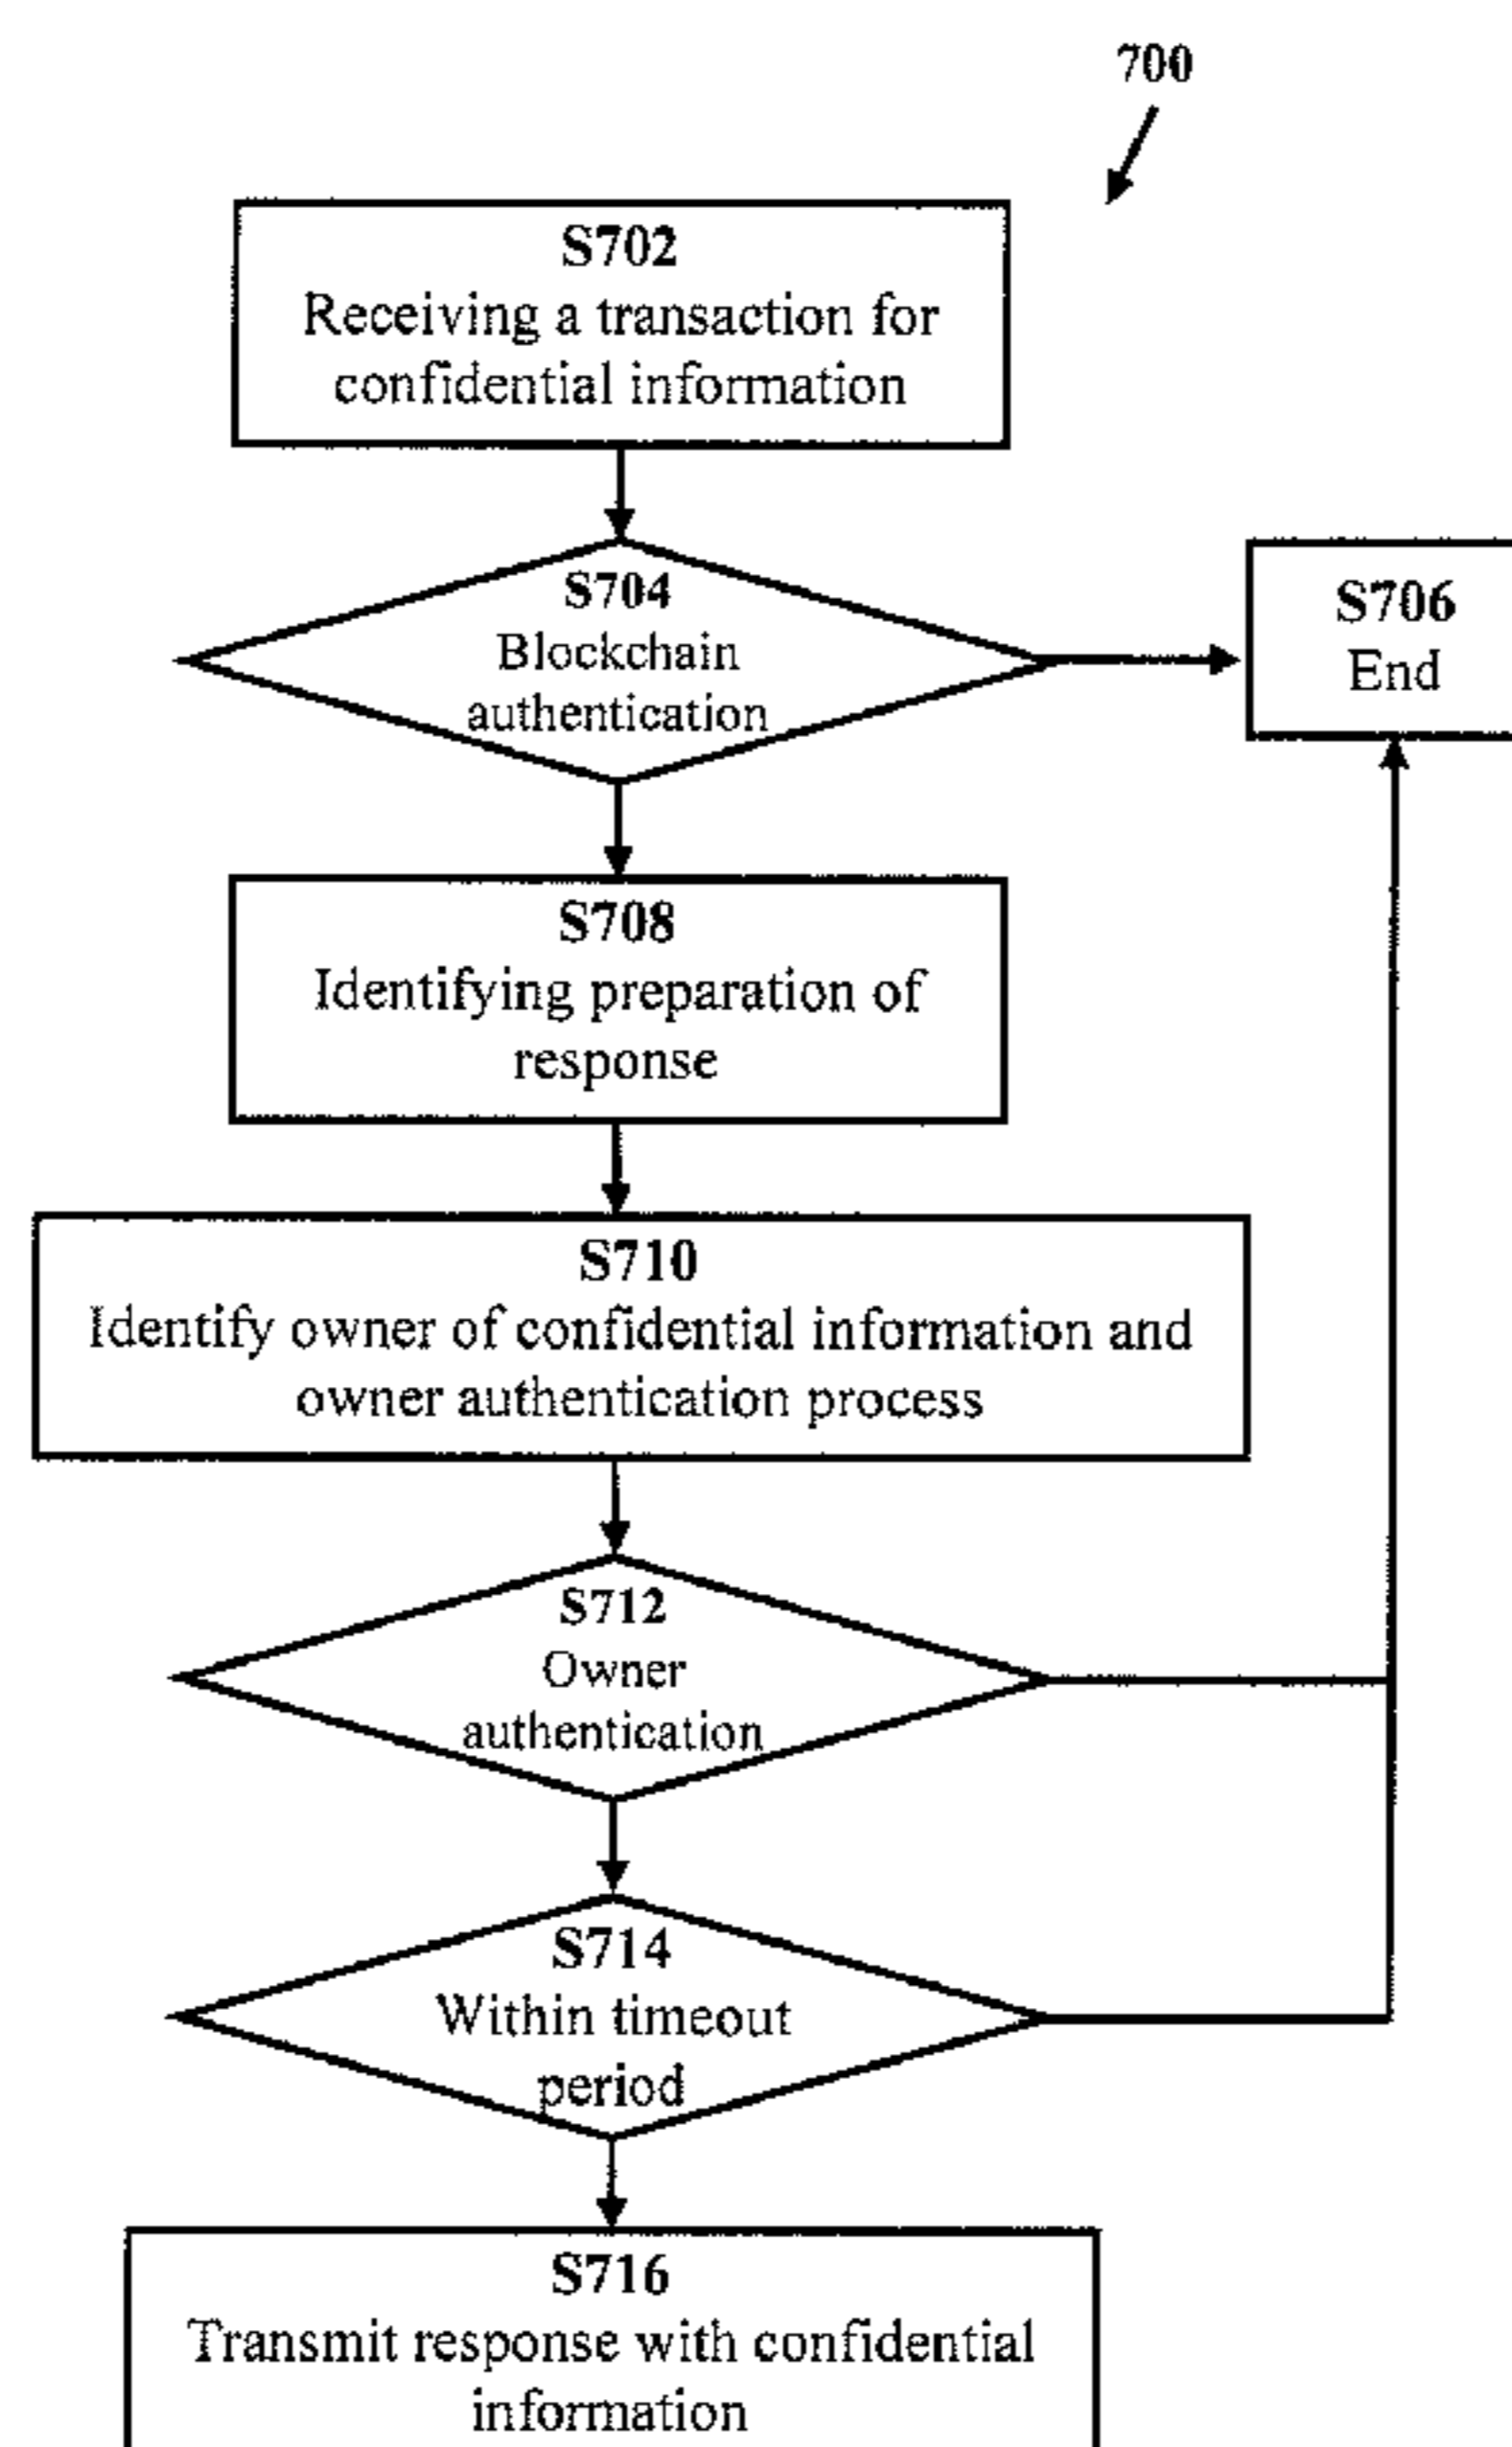 700
S702
Receiving a transaction for
confidential information
S704
Blockchain
authentication
S706
End
S708
Identifying preparation of
response
S710
Identify owner of confidential information and
owner authentication process
S712
Owner
authentication
S714
Within timeout
period
S716
Transmit response with confidential
information